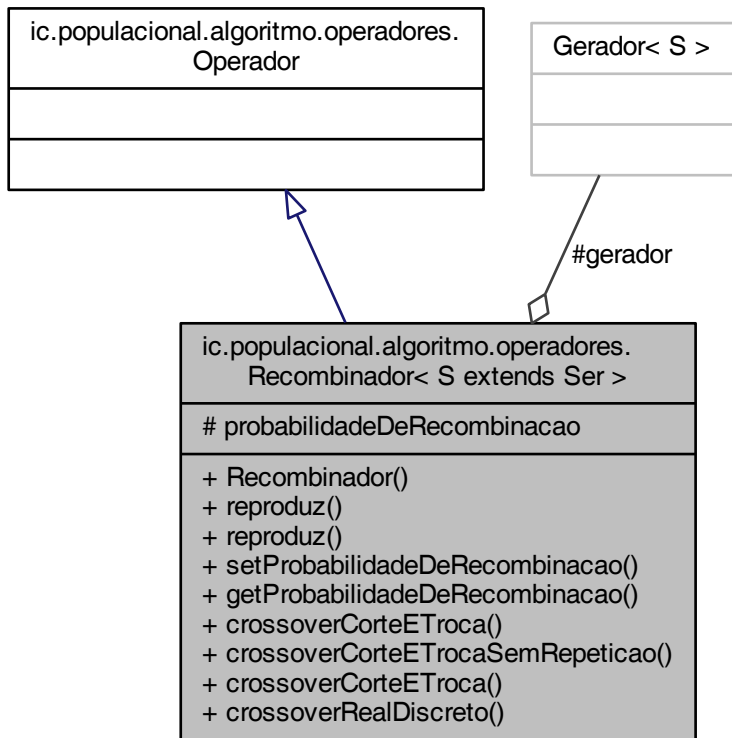 ic.populacional.algoritmo.operadores.
Operador
Gerador< S >
#gerador
ic.populacional.algoritmo.operadores.
Recombinador< S extends Ser >
# probabilidadeDeRecombinacao
+ Recombinador()
+ reproduz()
+ reproduz()
+ setProbabilidadeDeRecombinacao()
+ getProbabilidadeDeRecombinacao()
+ crossoverCorteETroca()
+ crossoverCorteETrocaSemRepeticao()
+ crossoverCorteETroca()
+ crossoverRealDiscreto()